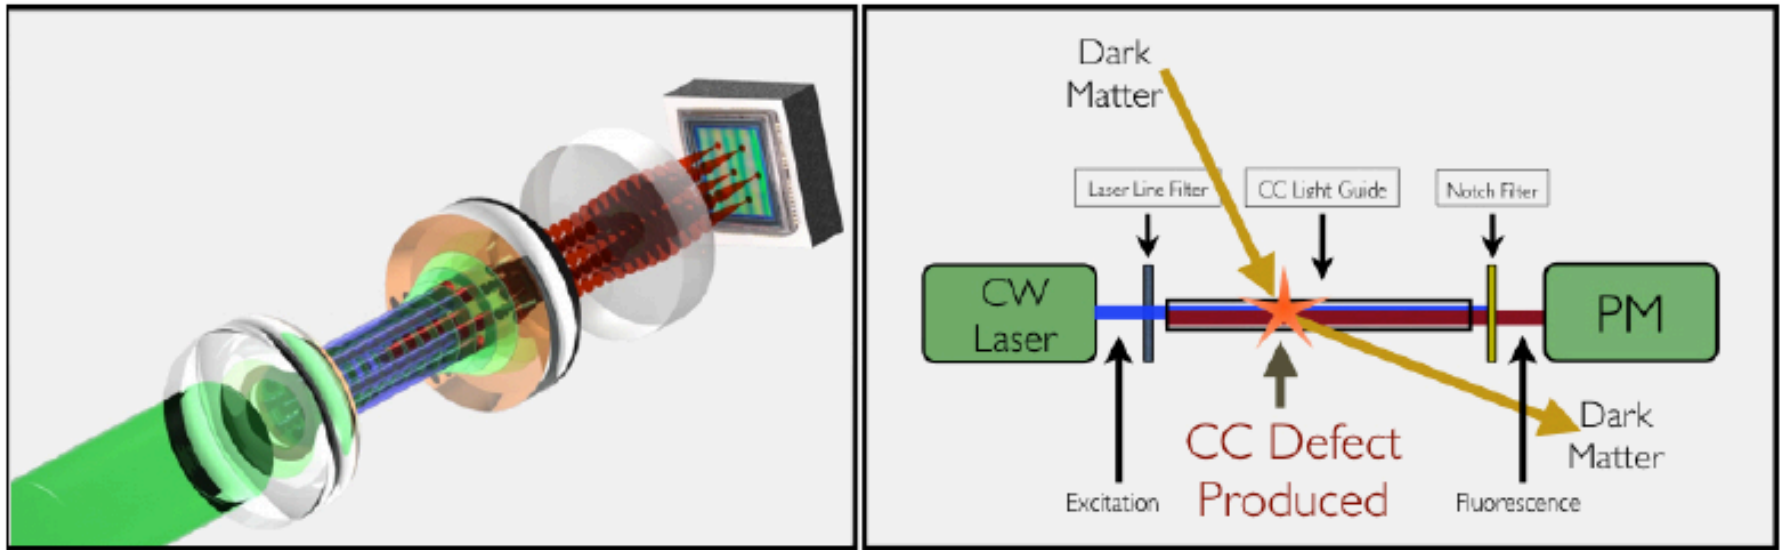 Dark
Matter
Laser Line Filter
CC Light Guide
Notch Filter
CW
Laser
PM
CC Defect
Produced
Dark
Matter
Excitation
Fluorescence